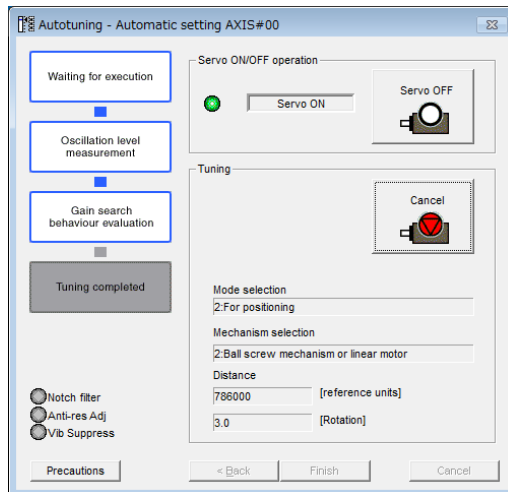 Autotuning - Automatic setting AXIS#00
Waiting for execution
Oscillation level
measurement
Gain search
behaviour evaluation
Tuning completed
Notch filter
Anti-res Adj
Vib Suppress
Precautions
Servo ON/OFF operation
Servo ON
Servo OFF
Tuning
Cancel
Mode selection
2:For positioning
Mechanism selection
2:Ball screw mechanism or linear motor
Distance
786000 [reference units]
3.0 [Rotation]
< Back Finish Cancel